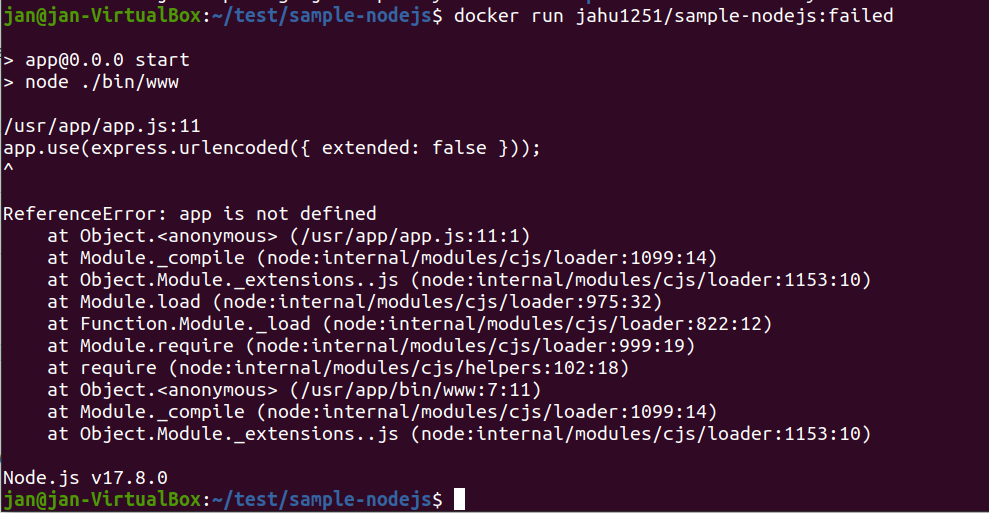 jan@jan-VirtualBox:~/test/sample-nodejs$ docker run jahu1251/sample-nodejs:failed
> app@0.0.0 start
> node ./bin/www
/usr/app/app.js:11
app.use(express.urlencoded({ extended: false }));
^
ReferenceError: app is not defined
    at Object.<anonymous> (/usr/app/app.js:11:1)
    at Module._compile (node:internal/modules/cjs/loader:1099:14)
    at Object.Module._extensions..js (node:internal/modules/cjs/loader:1153:10)
    at Module.load (node:internal/modules/cjs/loader:975:32)
    at Function.Module._load (node:internal/modules/cjs/loader:822:12)
    at Module.require (node:internal/modules/cjs/loader:999:19)
    at require (node:internal/modules/cjs/helpers:102:18)
    at Object.<anonymous> (/usr/app/bin/www:7:11)
    at Module._compile (node:internal/modules/cjs/loader:1099:14)
    at Object.Module._extensions..js (node:internal/modules/cjs/loader:1153:10)
Node.js v17.8.0
jan@jan-VirtualBox:~/test/sample-nodejs$